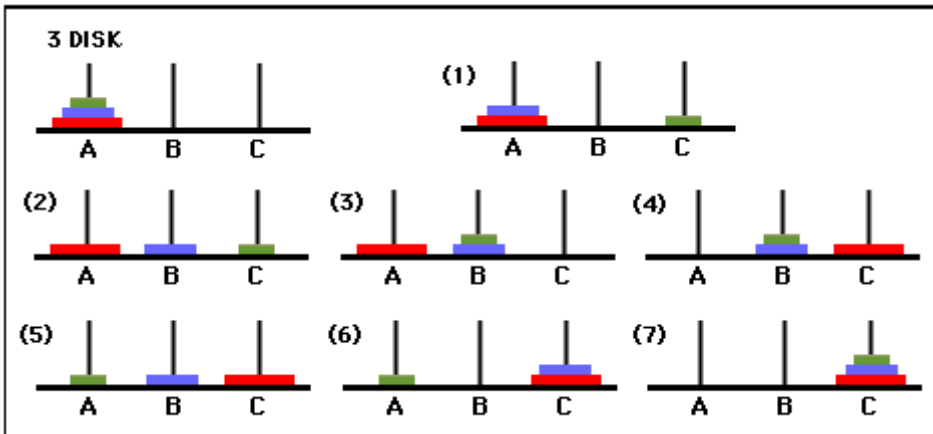 3 DISK
A B C
(1)
A B C
(2)
A B C
(3)
A B C
(4)
A B C
(5)
A B C
(6)
A B C
(7)
A B C